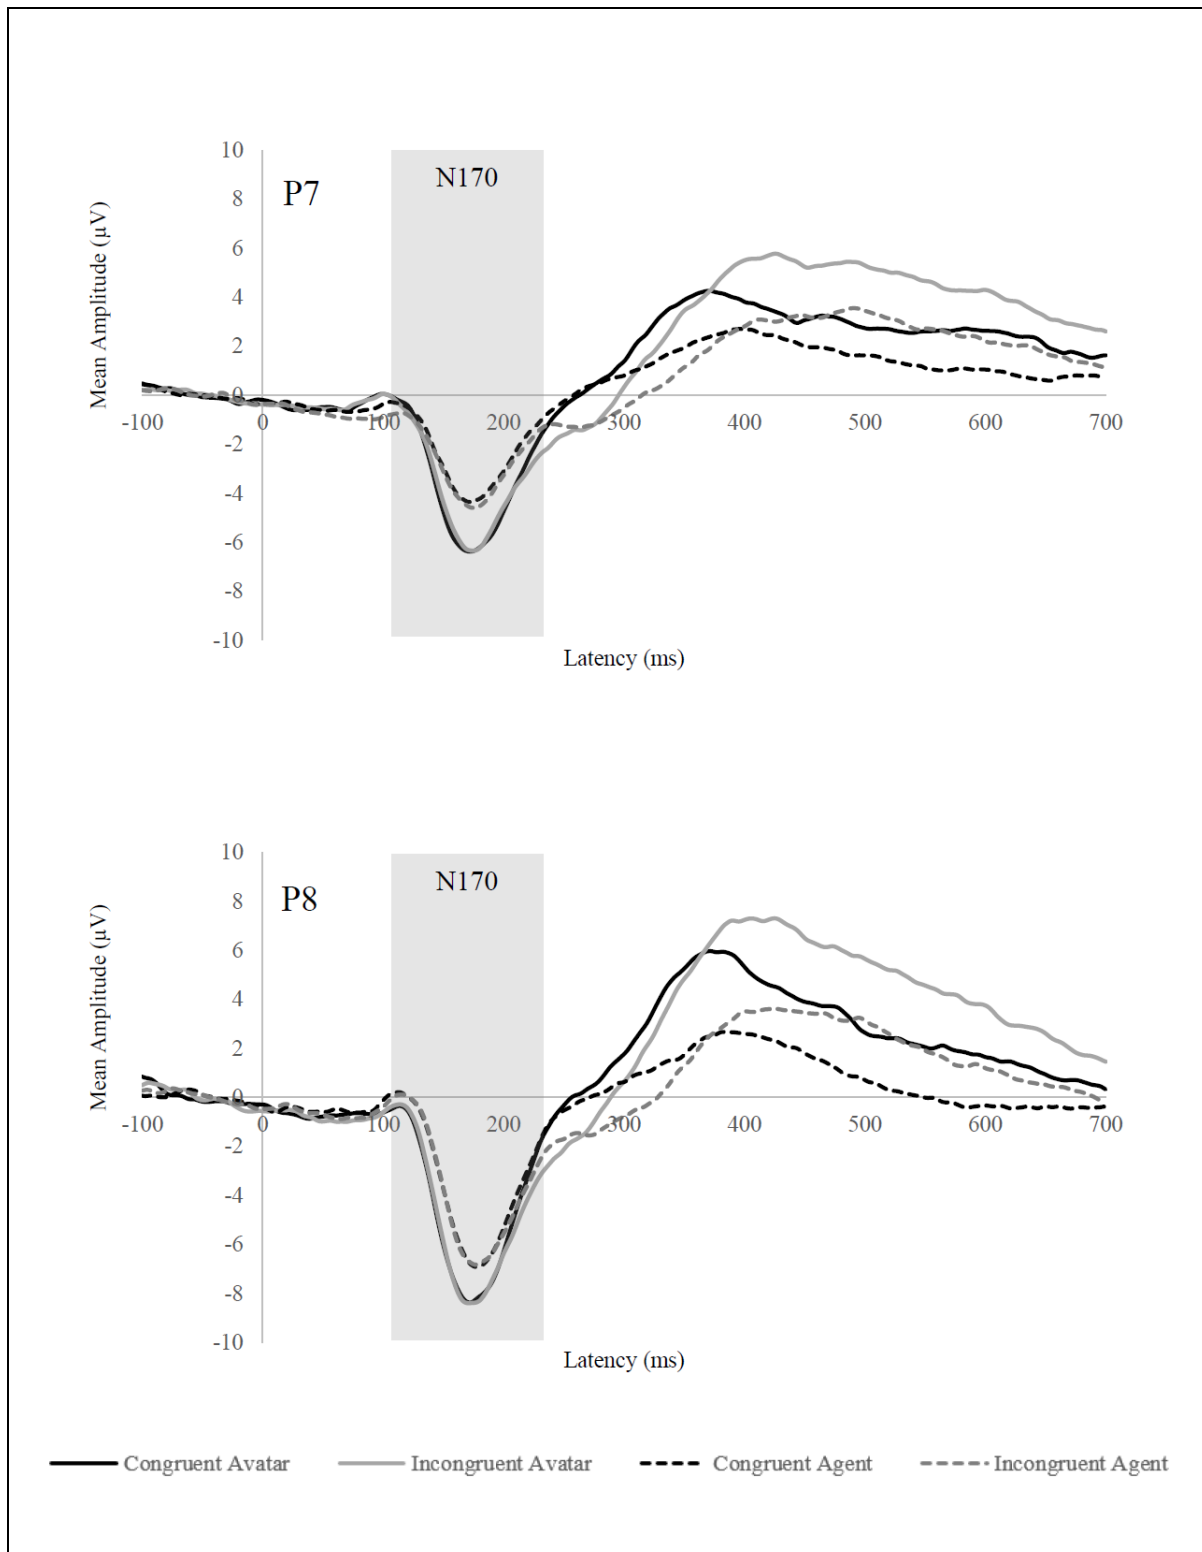 10
8
6
4
2
0
-2
-4
-6
-8
-10
P7
N170
Mean Amplitude (µV)
-100 0 100 200 300 400 500 600 700
Latency (ms)
10
8
6
4
2
0
-2
-4
-6
-8
-10
P8
N170
Mean Amplitude (µV)
-100 0 100 200 300 400 500 600 700
Latency (ms)
Congruent Avatar Incongruent Avatar Congruent Agent Incongruent Agent